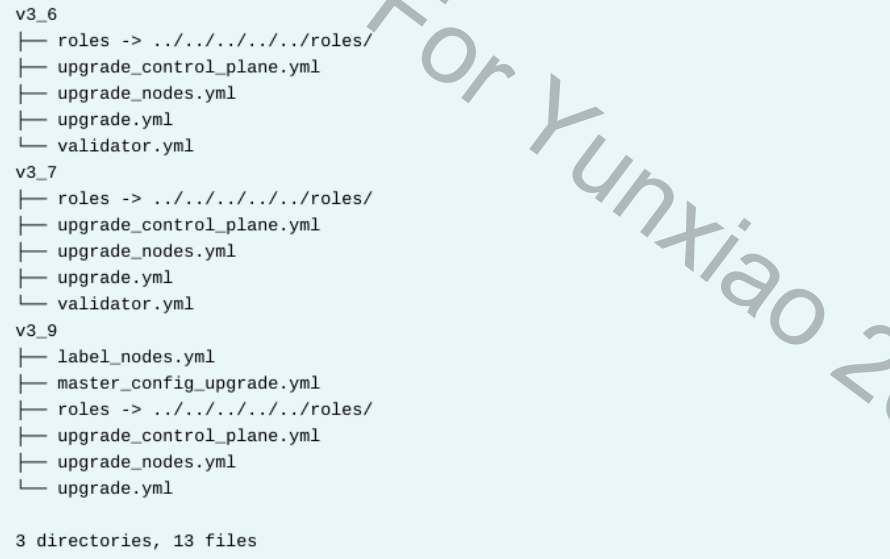 v3_6
├── roles -> ../../../../../roles/
├── upgrade_control_plane.yml
├── upgrade_nodes.yml
├── upgrade.yml
└── validator.yml
v3_7
├── roles -> ../../../../../roles/
├── upgrade_control_plane.yml
├── upgrade_nodes.yml
├── upgrade.yml
└── validator.yml
v3_9
├── label_nodes.yml
├── master_config_upgrade.yml
├── roles -> ../../../../../roles/
├── upgrade_control_plane.yml
├── upgrade_nodes.yml
└── upgrade.yml
3 directories, 13 files
For Yunxiao